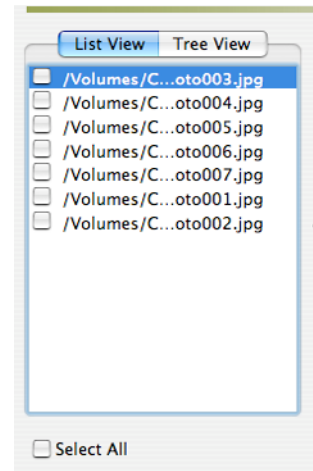 List View Tree View
/Volumes/C...oto003.jpg
/Volumes/C...oto004.jpg
/Volumes/C...oto005.jpg
/Volumes/C...oto006.jpg
/Volumes/C...oto007.jpg
/Volumes/C...oto001.jpg
/Volumes/C...oto002.jpg
Select All